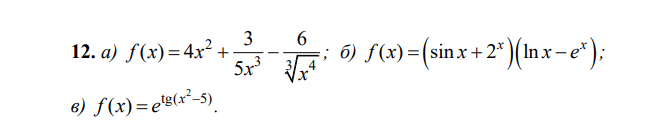 12. а) f(x) = 4x² + 3/(5x³) − 6/∛(x⁴); б) f(x) = (sin x + 2ˣ)(ln x − eˣ);
в) f(x) = e^{tg(x²−5)}.